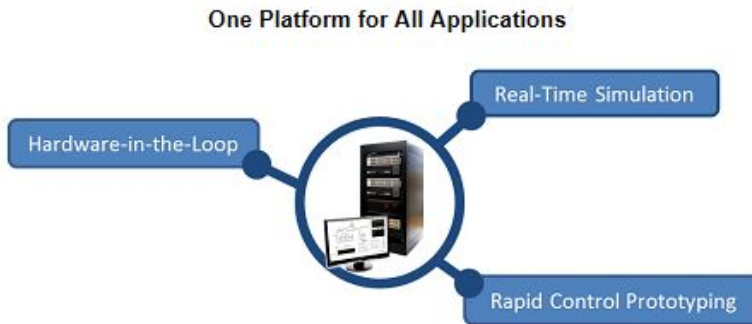 One Platform for All Applications
Real-Time Simulation
Hardware-in-the-Loop
Rapid Control Prototyping